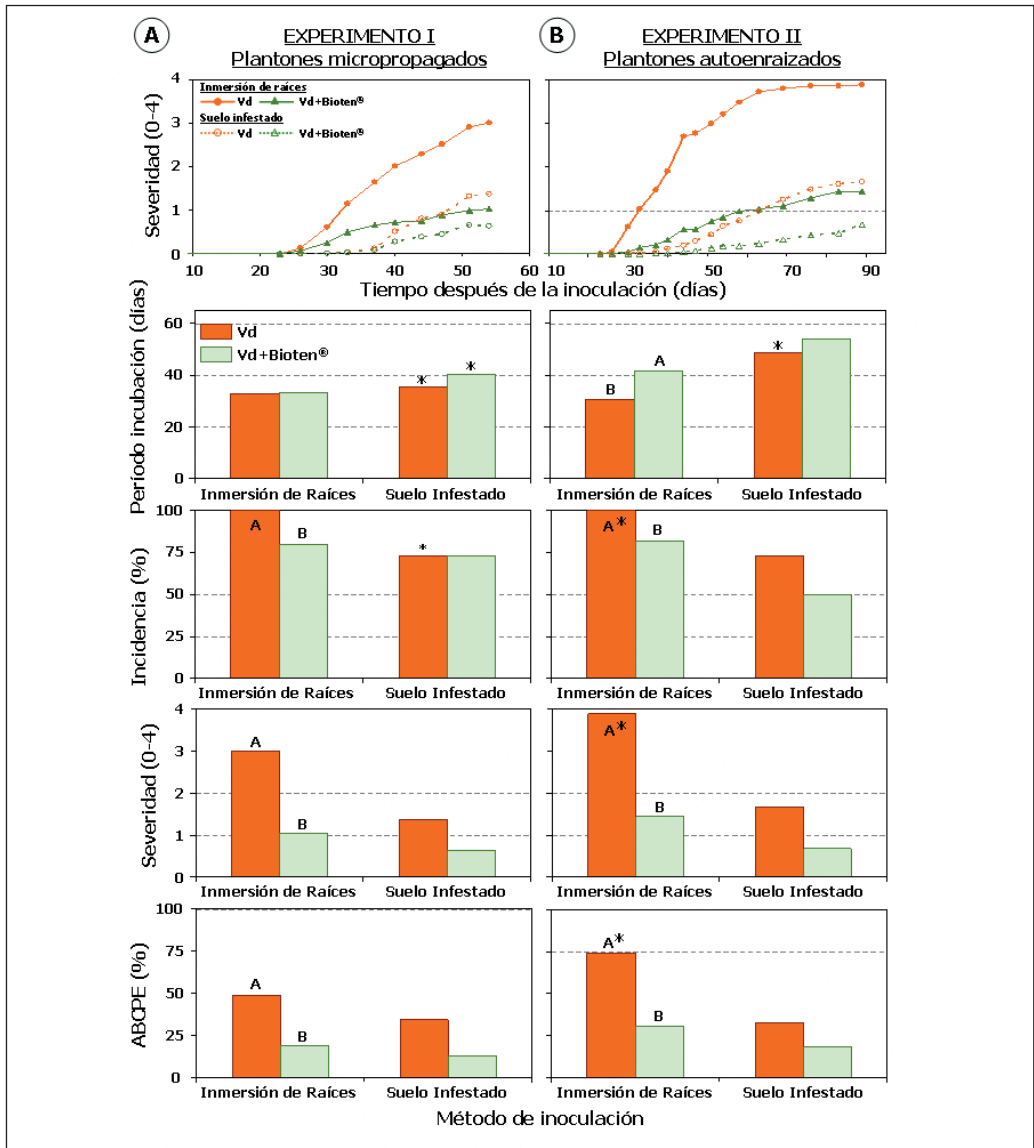 A
EXPERIMENTO I
Plantones micropropagados
B
EXPERIMENTO II
Plantones autoenraizados
Severidad (0-4)
4
3
2
1
0
Inmersión de raíces
Vd Vd+Bioten®
Suelo infestado
Vd Vd+Bioten®
10 20 30 40 50 60
10 30 50 70 90
Tiempo después de la inoculación (días)
Período incubación (días)
60
40
20
0
Vd
Vd+Bioten®
* *
B A *
Inmersión de Raíces Suelo Infestado
Inmersión de Raíces Suelo Infestado
Incidencia (%)
100
75
50
25
0
A B *
A* B
Inmersión de Raíces Suelo Infestado
Inmersión de Raíces Suelo Infestado
Severidad (0-4)
4
3
2
1
0
A B
A* B
Inmersión de Raíces Suelo Infestado
Inmersión de Raíces Suelo Infestado
ABCPE (%)
100
75
50
25
0
A B
A* B
Inmersión de Raíces Suelo Infestado
Inmersión de Raíces Suelo Infestado
Método de inoculación